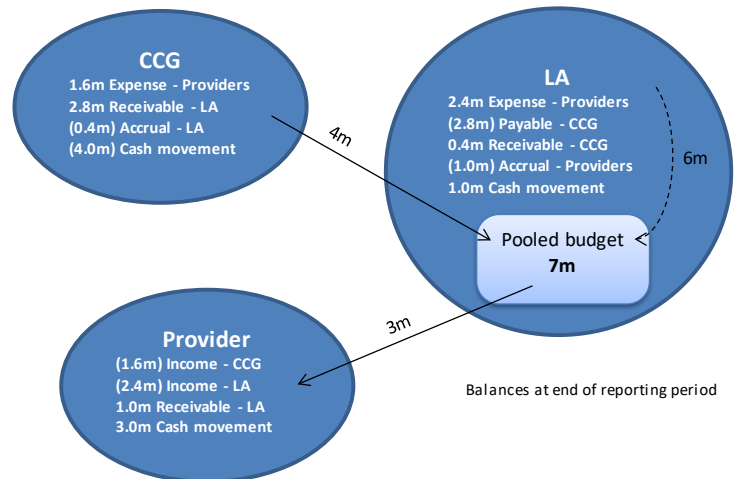 CCG
1.6m Expense - Providers
2.8m Receivable - LA
(0.4m) Accrual - LA
(4.0m) Cash movement
4m
LA
2.4m Expense - Providers
(2.8m) Payable - CCG
0.4m Receivable - CCG
(1.0m) Accrual - Providers
1.0m Cash movement
6m
Pooled budget
7m
3m
Provider
(1.6m) Income - CCG
(2.4m) Income - LA
1.0m Receivable - LA
3.0m Cash movement
Balances at end of reporting period